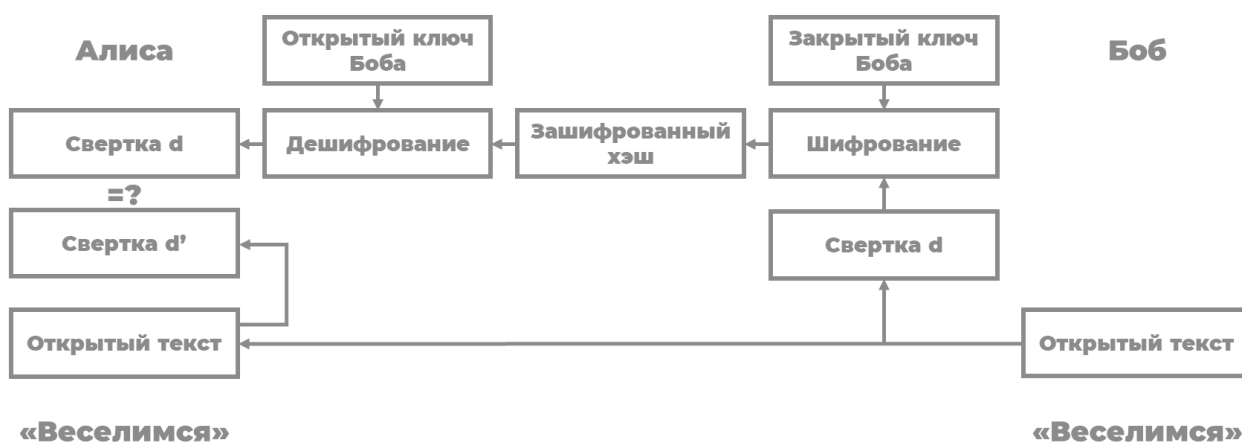 Алиса
Открытый ключ
Боба
Закрытый ключ
Боба
Боб
Свертка d
Дешифрование
Зашифрованный
хэш
Шифрование
=?
Свертка d’
Свертка d
Открытый текст
Открытый текст
«Веселимся»
«Веселимся»